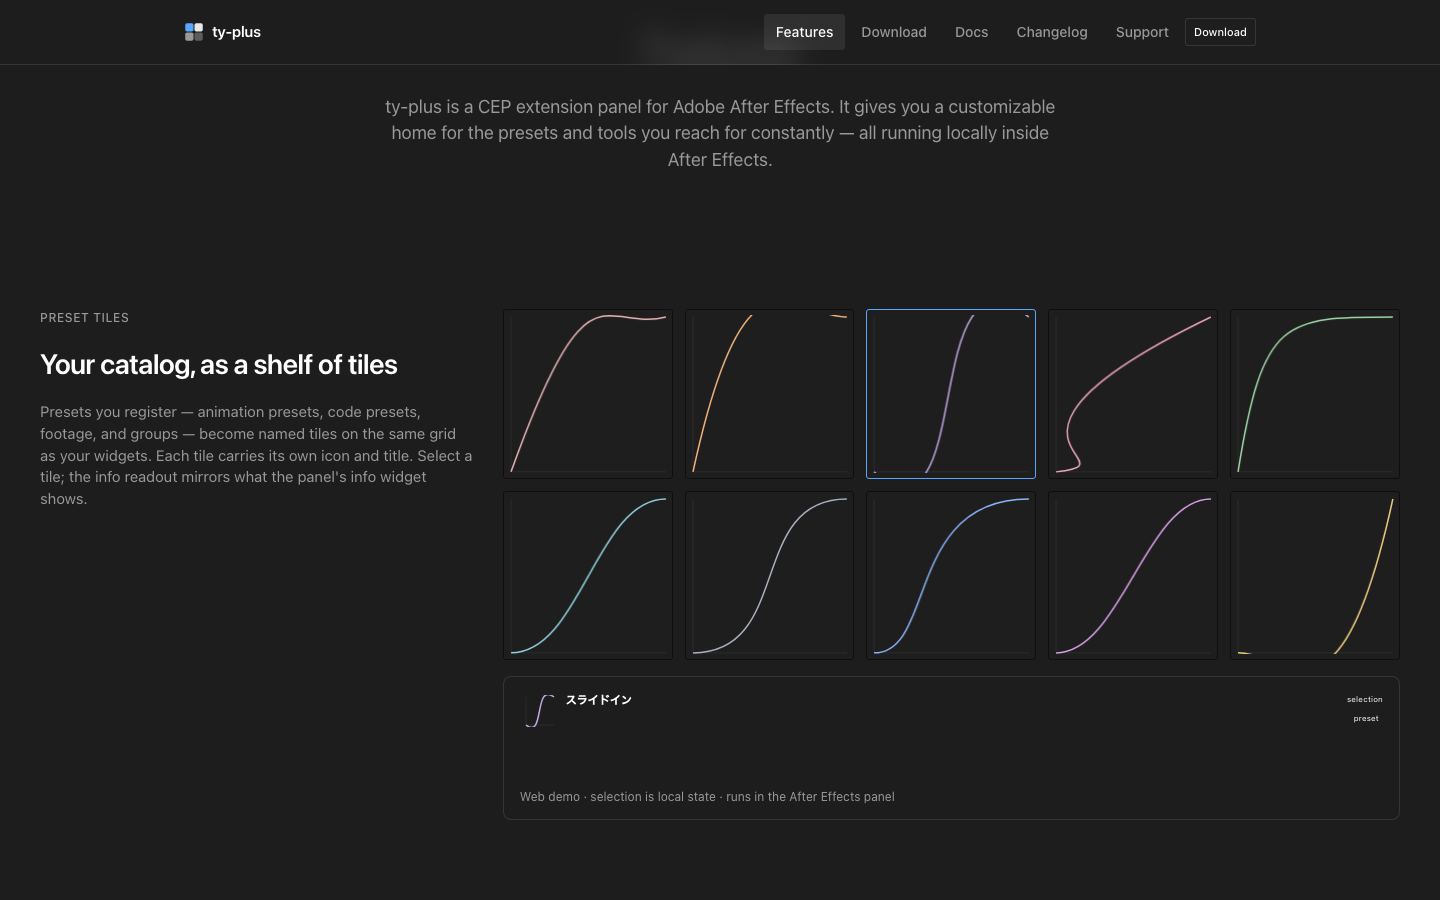 ty-plus
Features
Download
Docs
Changelog
Support
Download
ty-plus is a CEP extension panel for Adobe After Effects. It gives you a customizable
home for the presets and tools you reach for constantly — all running locally inside
After Effects.
PRESET TILES
Your catalog, as a shelf of tiles
Presets you register — animation presets, code presets,
footage, and groups — become named tiles on the same grid
as your widgets. Each tile carries its own icon and title. Select a
tile; the info readout mirrors what the panel's info widget
shows.
スライドイン
selection
preset
Web demo · selection is local state · runs in the After Effects panel